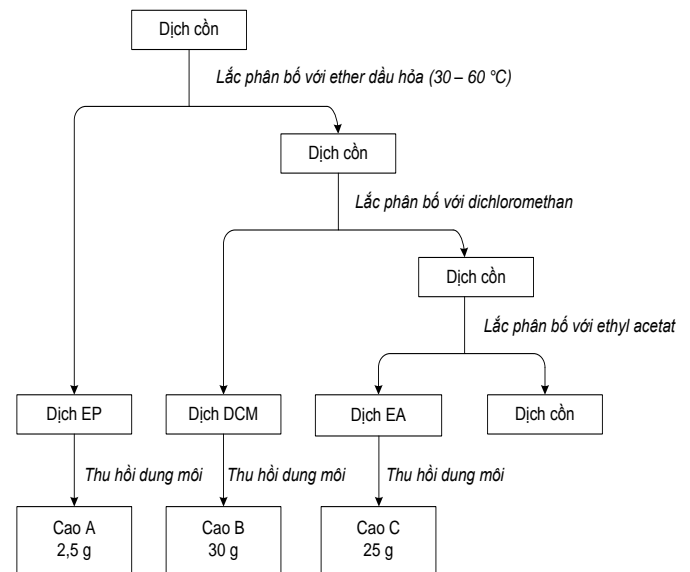 Dịch cồn
Lắc phân bố với ether dầu hỏa (30 – 60 °C)
Dịch cồn
Lắc phân bố với dichloromethan
Dịch cồn
Lắc phân bố với ethyl acetat
Dịch EP
Dịch DCM
Dịch EA
Dịch cồn
Thu hồi dung môi
Thu hồi dung môi
Thu hồi dung môi
Cao A
2,5 g
Cao B
30 g
Cao C
25 g